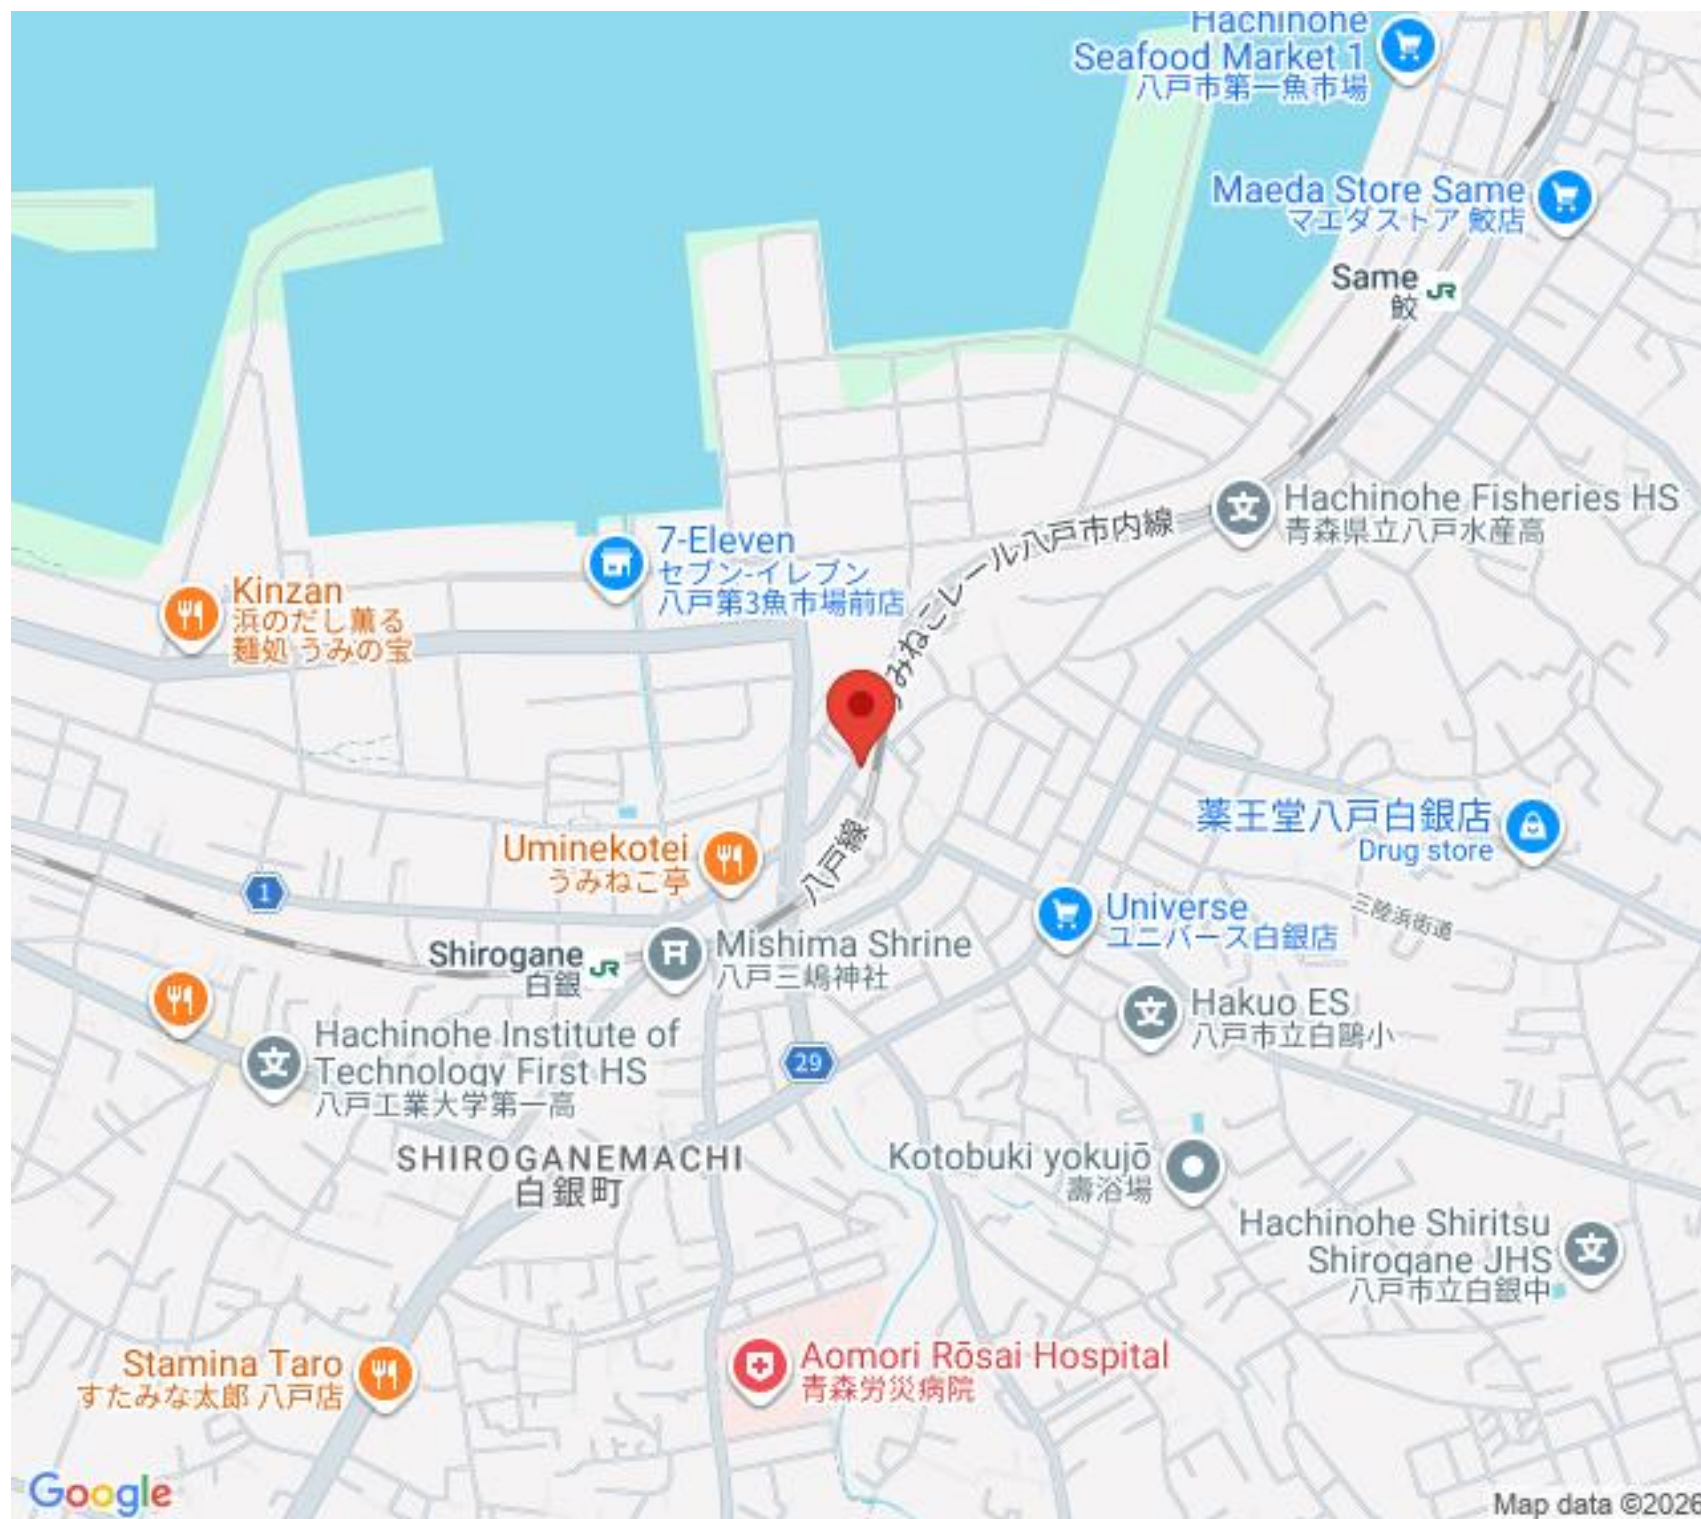 Hachinohe
Seafood Market 1
八戸市第一魚市場
Maeda Store Same
マエダストア 鮫店
Same
鮫
JR
Hachinohe Fisheries HS
青森県立八戸水産高
7-Eleven
セブン-イレブン
八戸第3魚市場前店
Kinzan
浜のだし薫る
麺処 うみの宝
うみねこレール八戸市内線
薬王堂八戸白銀店
Drug store
Uminekotei
うみねこ亭
八戸線
1
三陸浜街道
Universe
ユニバース白銀店
Shirogane
白銀
JR
Mishima Shrine
八戸三嶋神社
Hakuo ES
八戸市立白鷗小
Hachinohe Institute of
Technology First HS
八戸工業大学第一高
29
SHIROGANEMACHI
白銀町
Kotobuki yokujō
壽浴場
Hachinohe Shiritsu
Shirogane JHS
八戸市立白銀中
Aomori Rōsai Hospital
青森労災病院
Stamina Taro
すたみな太郎 八戸店
Google
Map data ©2026